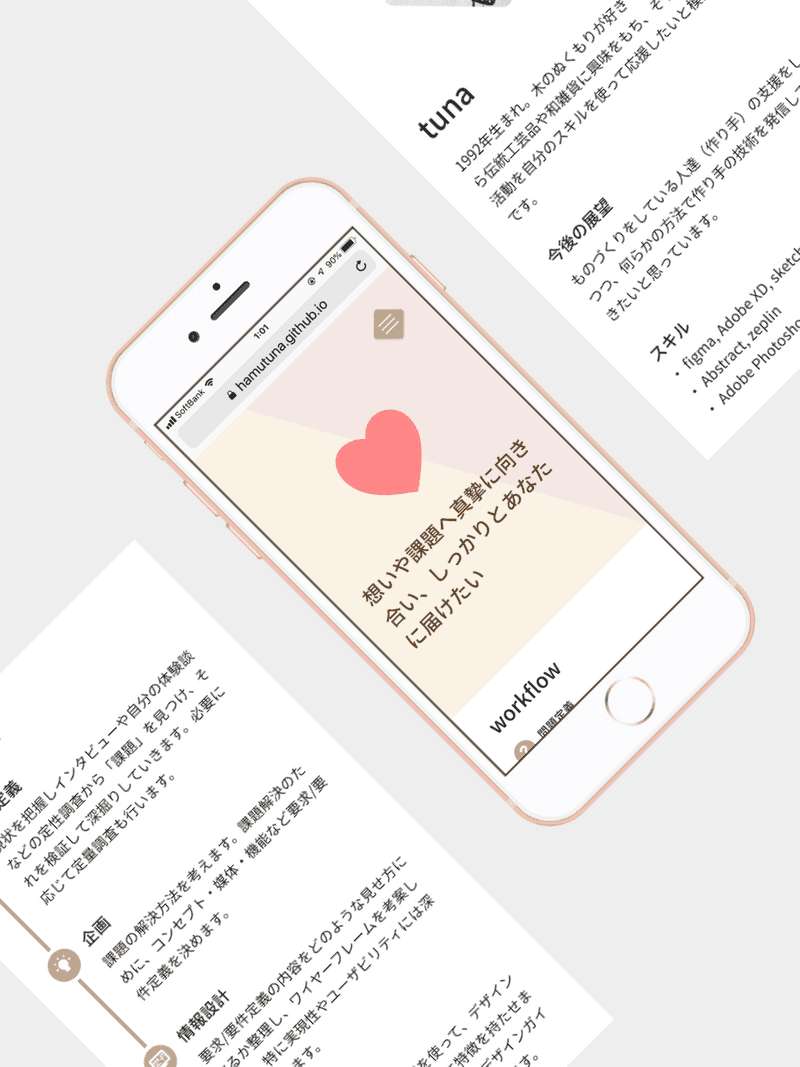 tuna
1992年生まれ。木のぬくもりが好き
ら伝統工芸品や和雑貨に興味をもち、そ
活動を自分のスキルを使って応援したいと模
です。
今後の展望
ものづくりをしている人達（作り手）の支援をし
つつ、何らかの方法で作り手の技術を発信して
きたいと思っています。
スキル
• figma, Adobe XD, sketch
• Abstract, zeplin
• Adobe Photosho
SoftBank
1:01
90%
hamutuna.github.io
想いや課題へ真摯に向き
合い、しっかりとあなた
に届けたい
workflow
?
問題定義
定義
現状を把握しインタビューや自分の体験談
などの定性調査から「課題」を見つけ、そ
れを検証して深掘りしていきます。必要に
応じて定量調査も行います。
企画
課題の解決方法を考えます。課題解決のた
めに、コンセプト・媒体・機能など要求/要
件定義を決めます。
情報設計
要求/要件定義の内容をどのような見せ方に
るか整理し、ワイヤーフレームを考案し
特に実現性やユーザビリティには深
ます。
を使って、デザイン
に特徴を持たせま
デザインガイ
す。